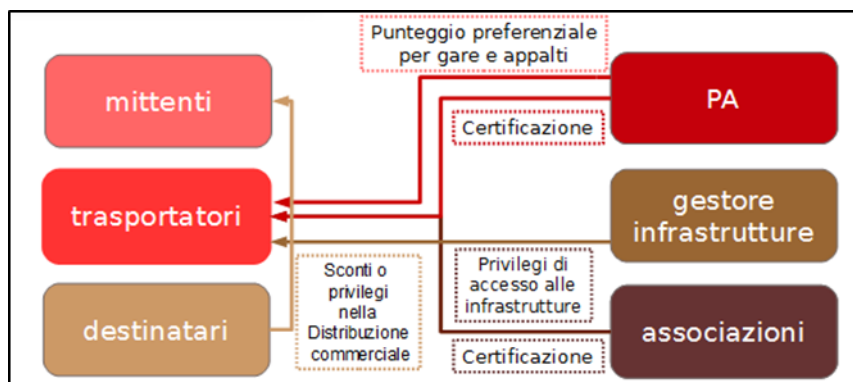 Punteggio preferenziale
per gare e appalti
mittenti
PA
Certificazione
trasportatori
gestore
infrastrutture
Sconti o
privilegi
nella
Distribuzione
commerciale
Privilegi di
accesso alle
infrastrutture
destinatari
associazioni
Certificazione